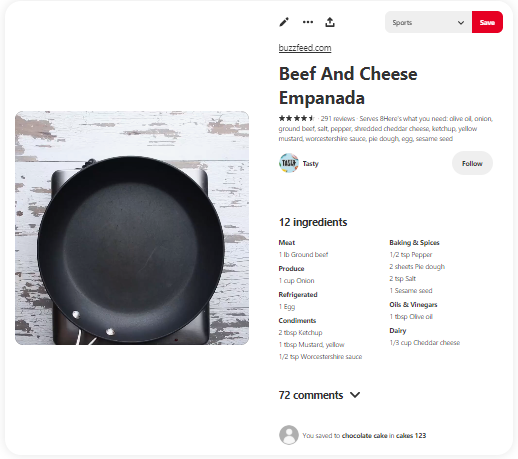 Sports
Save
buzzfeed.com
Beef And Cheese
Empanada
291 reviews · Serves 8Here's what you need: olive oil, onion,
ground beef, salt, pepper, shredded cheddar cheese, ketchup, yellow
mustard, worcestershire sauce, pie dough, egg, sesame seed
TASTY
Tasty
Follow
12 ingredients
Meat
1 lb Ground beef
Produce
1 cup Onion
Refrigerated
1 Egg
Condiments
2 tbsp Ketchup
1 tbsp Mustard, yellow
1/2 tsp Worcestershire sauce
Baking & Spices
1/2 tsp Pepper
2 sheets Pie dough
2 tsp Salt
1 Sesame seed
Oils & Vinegars
1 tbsp Olive oil
Dairy
1/3 cup Cheddar cheese
72 comments
You saved to chocolate cake in cakes 123